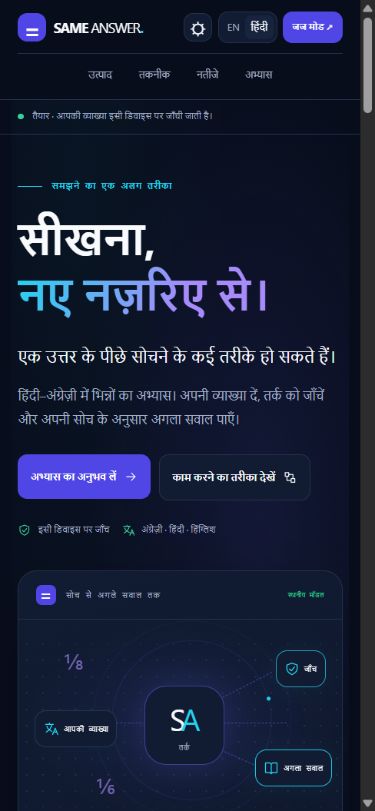 SAME ANSWER.
EN हिंदी
जज मोड ↗
उत्पाद तकनीक नतीजे अभ्यास
तैयार · आपकी व्याख्या इसी डिवाइस पर जाँची जाती है।
समझने का एक अलग तरीका
सीखना,
नए नज़रिए से।
एक उत्तर के पीछे सोचने के कई तरीके हो सकते हैं।
हिंदी–अंग्रेज़ी में भिन्नों का अभ्यास। अपनी व्याख्या दें, तर्क को जाँचें
और अपनी सोच के अनुसार अगला सवाल पाएँ।
अभ्यास का अनुभव लें →
काम करने का तरीका देखें
इसी डिवाइस पर जाँच
अंग्रेज़ी · हिंदी · हिंग्लिश
सोच से अगले सवाल तक
स्थानीय मॉडल
⅛
जाँच
SA
तर्क
आपकी व्याख्या
अगला सवाल
⅙